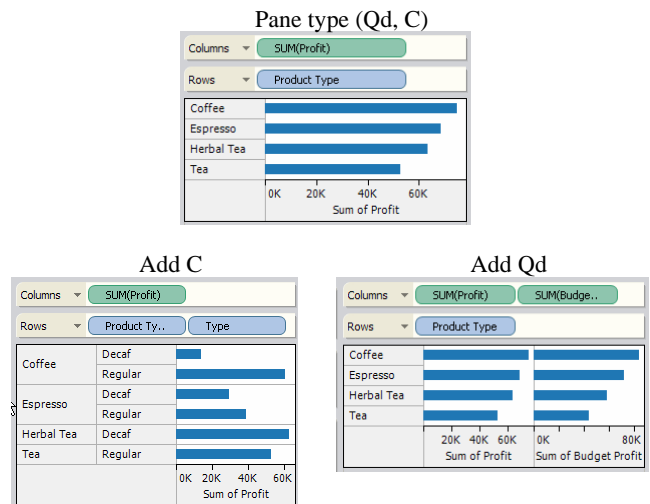 Pane type (Qd, C)
Columns SUM(Profit)
Rows Product Type
Coffee
Espresso
Herbal Tea
Tea
0K 20K 40K 60K
Sum of Profit
Add C
Columns SUM(Profit)
Rows Product Ty.. Type
Coffee Decaf
Regular
Espresso Decaf
Regular
Herbal Tea Decaf
Tea Regular
0K 20K 40K 60K
Sum of Profit
Add Qd
Columns SUM(Profit) SUM(Budge..
Rows Product Type
Coffee
Espresso
Herbal Tea
Tea
20K 40K 60K 0K 80K
Sum of Profit Sum of Budget Profit